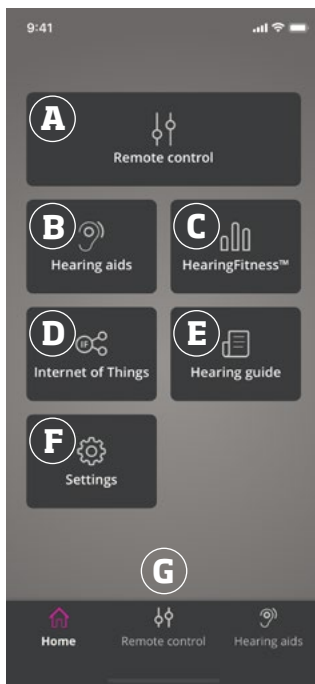 9:41
A
Remote control
B
C
Hearing aids
HearingFitness™
D
IF
E
Internet of Things
Hearing guide
F
Settings
G
Home
Remote control
Hearing aids